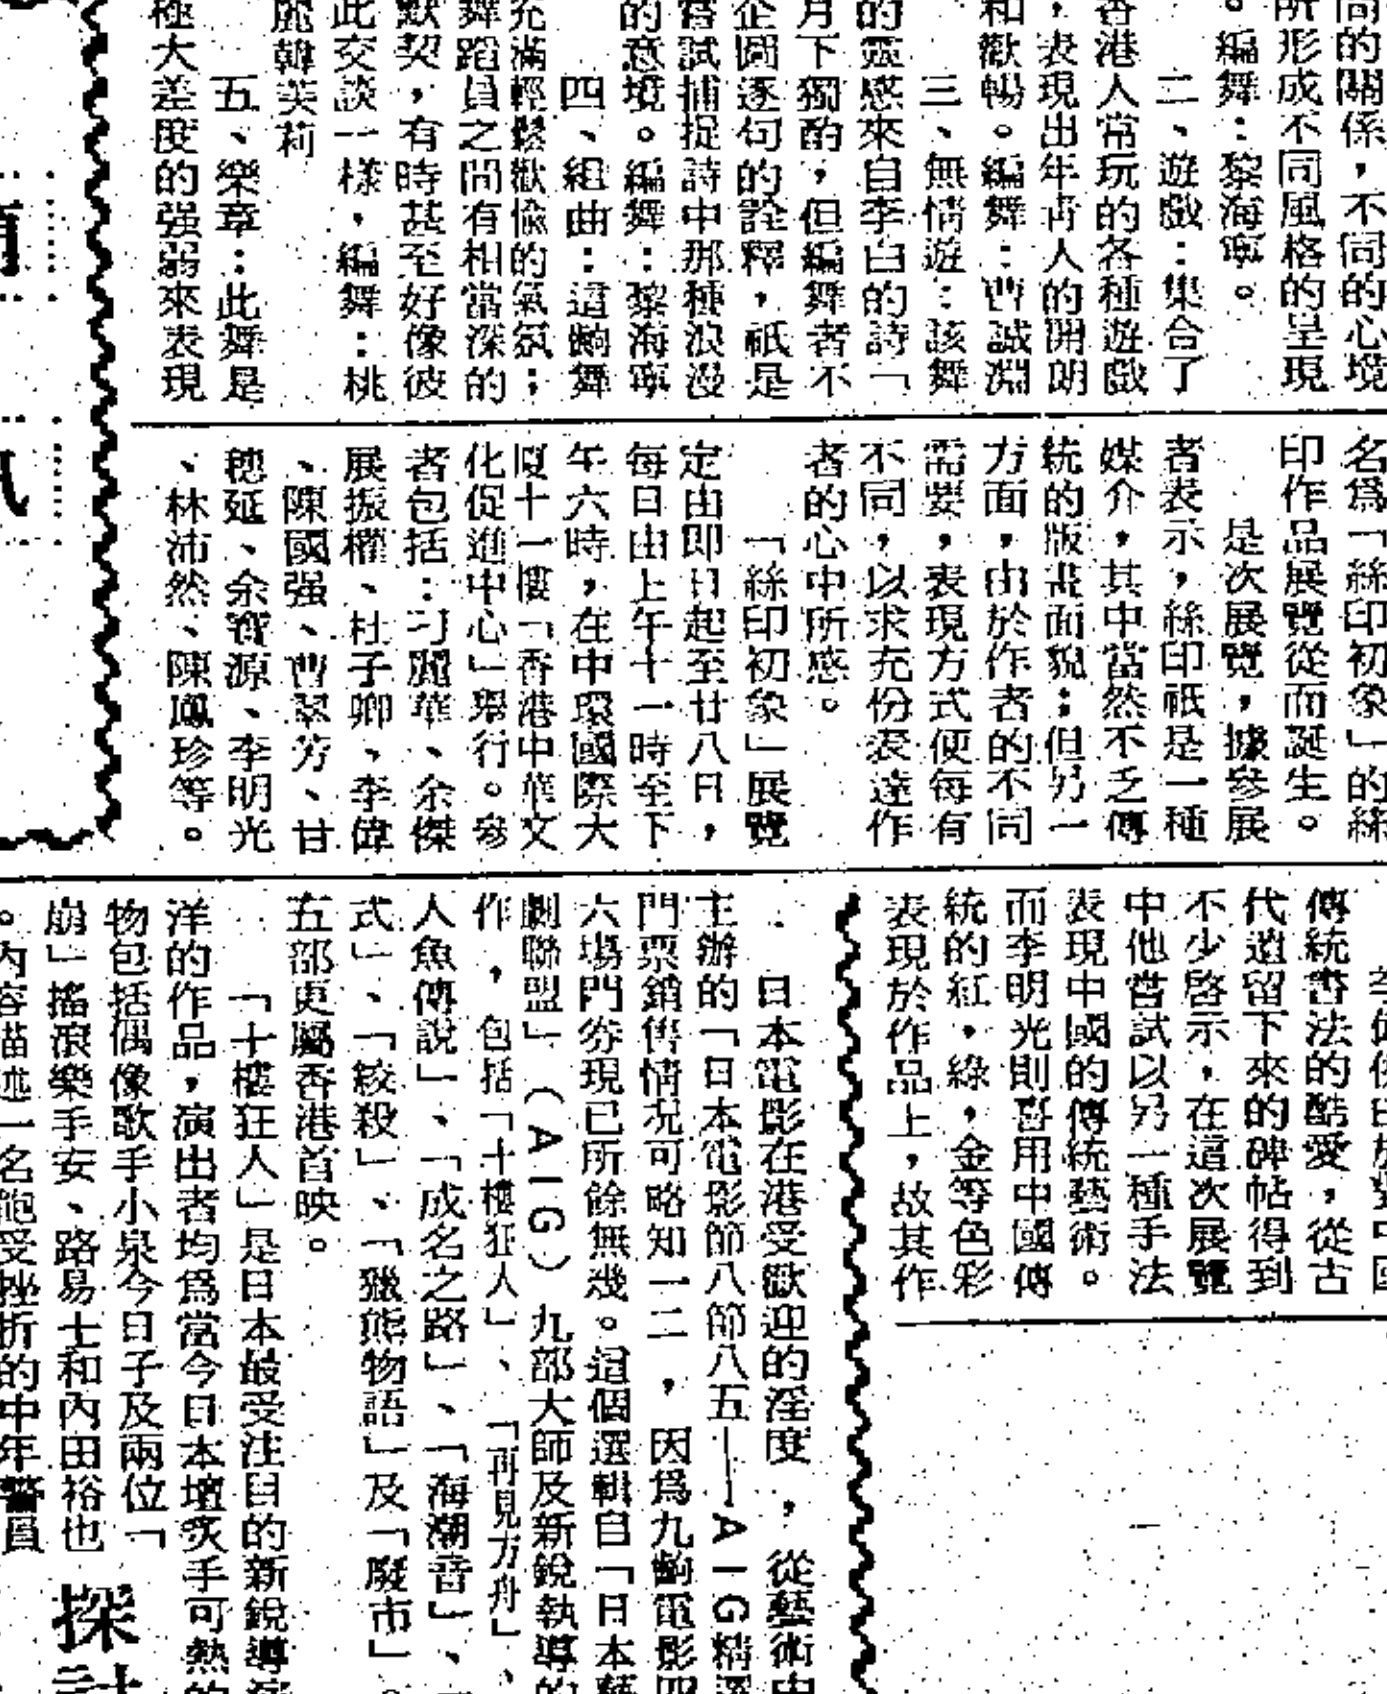 間的關係，不同的心境
所形成不同風格的呈現
。編舞：黎海寧。
二、遊戲：集合了
香港人常玩的各種遊戲
，表現出年青人的開朗
和歡暢。編舞：曹誠淵
三、無情遊：該舞
的靈感來自李白的詩「
月下獨酌，但編舞者不
企圖逐句的詮釋，祇是
嘗試捕捉詩中那種浪漫
的意境。編舞：黎海寧
四、組曲：這齣舞
充滿輕鬆歡愉的氣氛；
舞蹈員之間有相當深的
默契，有時甚至好像彼
此交談一樣，編舞：桃
麗韓芙莉
五、樂章：此舞是
極大差度的强弱來表現
名爲「絲印初象」的絲
印作品展覽從而誕生。
是次展覽，據參展
者表示，絲印祇是一種
媒介，其中當然不乏傳
統的版畫面貌；但另一
方面，由於作者的不同
需要，表現方式便每有
不同，以求充份表達作
者的心中所感。
「絲印初象」展覽
定由即日起至廿八日，
每日由上午十一時至下
午六時，在中環國際大
厦十一樓「香港中華文
化促進中心」舉行。參
者包括：刁麗華、余傑
展振權、杜子卿、李偉
、陳國强、曹翠芳、甘
穗延、余寶源、李明光
、林沛然、陳鳳珍等。
傳統書法的酷愛，從古
代遺留下來的碑帖得到
不少啓示，在這次展覽
中他嘗試以另一種手法
表現中國的傳統藝術。
而李明光則喜用中國傳
統的紅，綠，金等色彩
表現於作品上，故其作
日本電影在港受歡迎的淫度，從藝術中
主辦的「日本電影節八節八五——AIG精選
門票銷售情況可略知一二，因爲九齣電影四
六場門券現已所餘無幾。這個選輯自「日本藝
劇聯盟」（AIG）九部大師及新銳執導的
作，包括「十樓狂人」、「再見方舟」、
人魚傳說」、「成名之路」、「海潮音」、
式」、「絞殺」、「獵熊物語」及「廢市」。
五部更屬香港首映。
「十樓狂人」是日本最受注目的新銳導演
洋的作品，演出者均爲當今日本壇炙手可熱的
物包括偶像歌手小泉今日子及兩位「
崩」搖滾樂手安、路易士和內田裕也
。內容描述一名飽受挫折的中年警員
探討